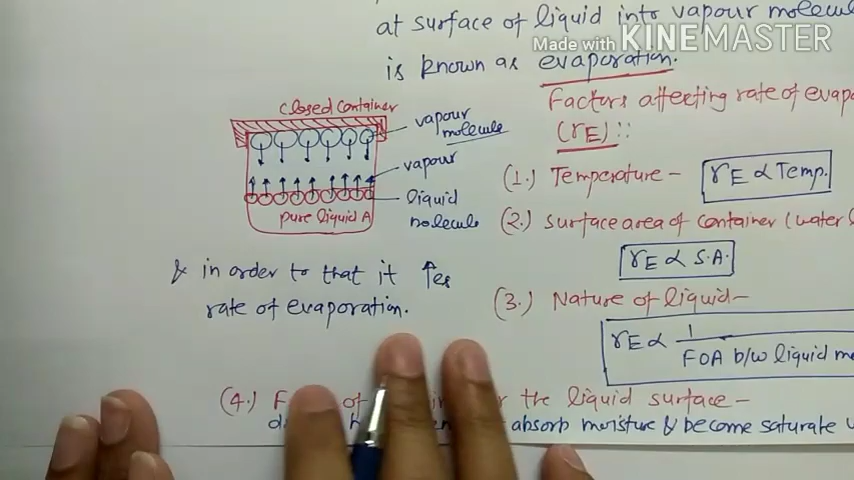 at surface of liquid into vapour molecul
Made with KINEMASTER
is known as evaporation.
Factors affecting rate of evapo
(rE) ::
closed container
vapour
molecule
vapour
liquid
molecule
pure liquid A
(1.) Temperature - rE ∝ Temp.
(2.) Surface area of container (water l
rE ∝ S.A.
& in order to that it ↑es
rate of evaporation.
(3.) Nature of liquid-
rE ∝ 1
FOA b/w liquid mo
(4.) F of the liquid surface-
absorb moisture & become saturate